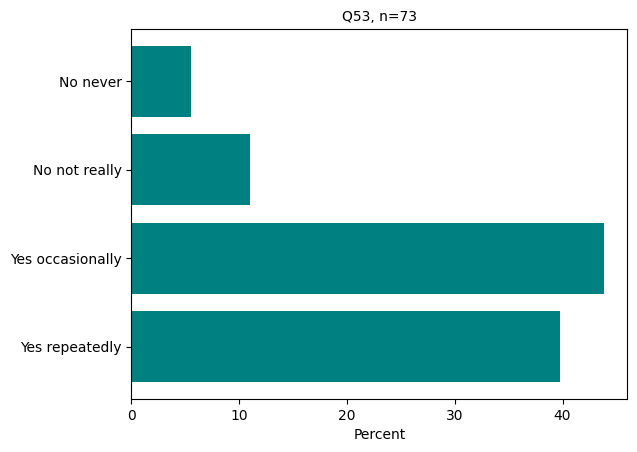 Q53, n=73
No never
No not really
Yes occasionally
Yes repeatedly
0 10 20 30 40
Percent